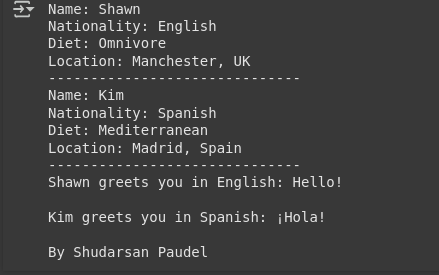 Name: Shawn
Nationality: English
Diet: Omnivore
Location: Manchester, UK
------------------------------
Name: Kim
Nationality: Spanish
Diet: Mediterranean
Location: Madrid, Spain
------------------------------
Shawn greets you in English: Hello!
Kim greets you in Spanish: ¡Hola!
By Shudarsan Paudel